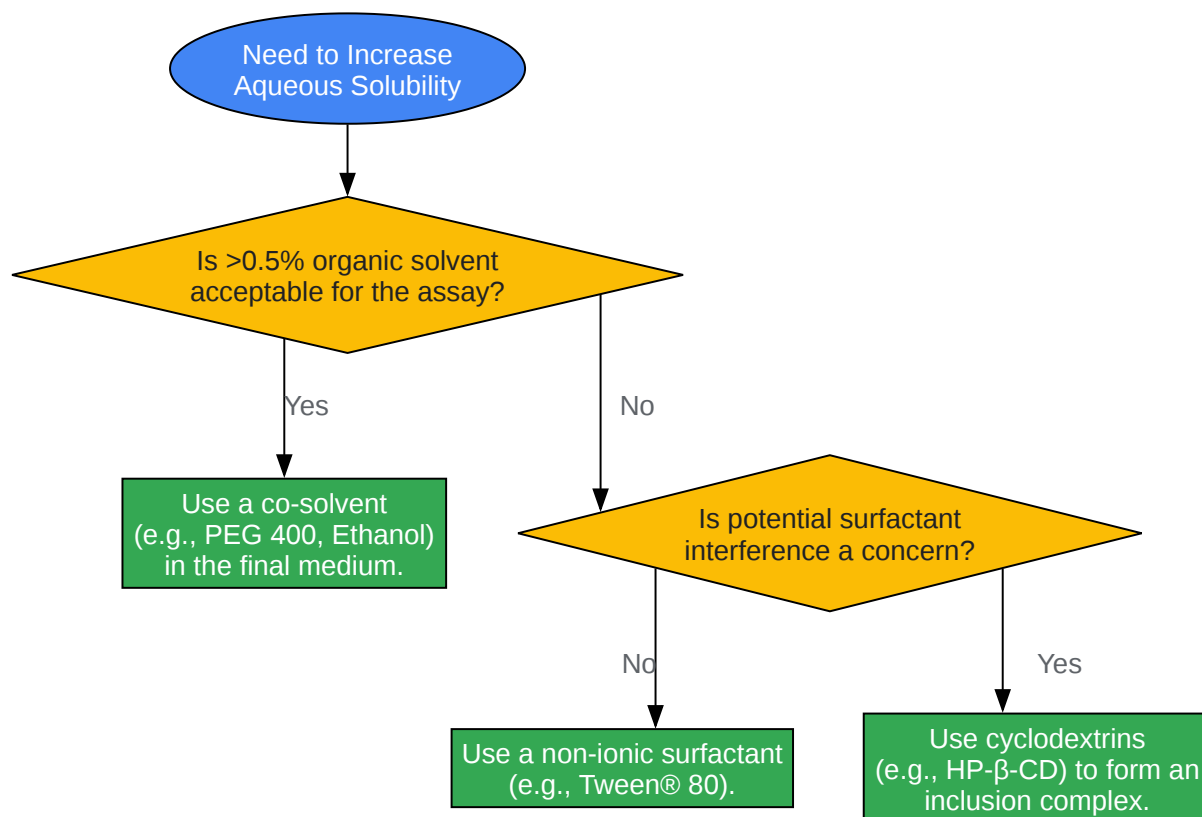 Need to Increase
Aqueous Solubility
Is >0.5% organic solvent
acceptable for the assay?
Yes
No
Use a co-solvent
(e.g., PEG 400, Ethanol)
in the final medium.
Is potential surfactant
interference a concern?
No
Yes
Use a non-ionic surfactant
(e.g., Tween® 80).
Use cyclodextrins
(e.g., HP-β-CD) to form an
inclusion complex.